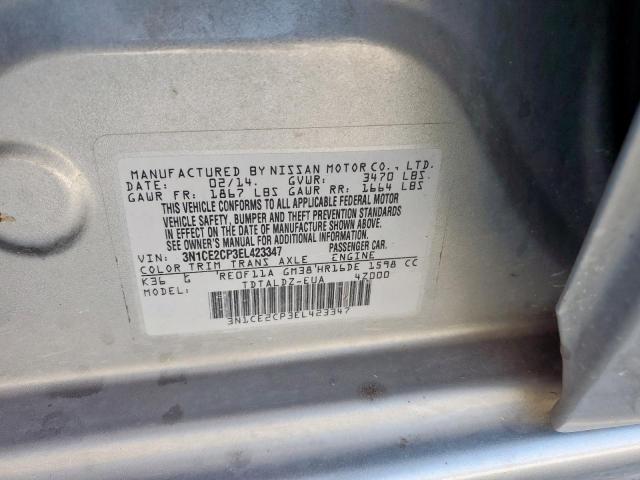 MANUFACTURED BY NISSAN MOTOR CO., LTD.
DATE: 02/14. GVWR: 3470 LBS.
GAWR FR: 1867 LBS GAWR RR: 1664 LBS
THIS VEHICLE CONFORMS TO ALL APPLICABLE FEDERAL MOTOR
VEHICLE SAFETY, BUMPER AND THEFT PREVENTION STANDARDS
IN EFFECT ON THE DATE OF MANUFACTURE SHOWN ABOVE.
SEE OWNER'S MANUAL FOR ADDITIONAL INFORMATION.
VIN: 3N1CE2CP3EL423347 PASSENGER CAR.
COLOR TRIM TRANS AXLE ENGINE
K36 G RE0F11A GM38 HR16DE 1598 CC
MODEL: TDTALDZ-EUA 4Z000
3N1CE2CP3EL423347